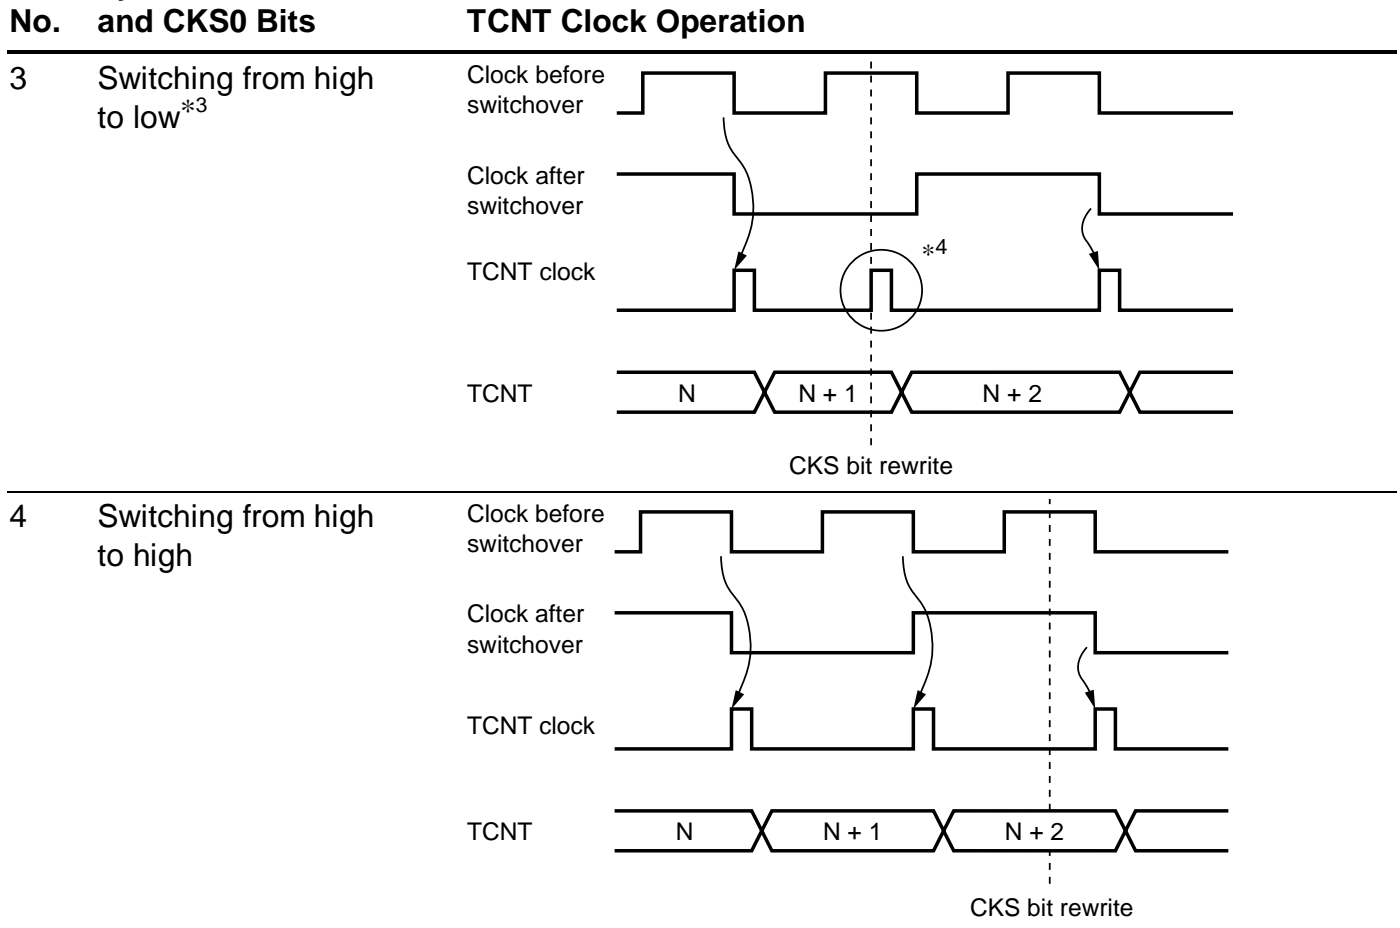 No. and CKS0 Bits TCNT Clock Operation
3 Switching from high
to low*3
Clock before
switchover
Clock after
switchover
*4
TCNT clock
TCNT N N + 1 N + 2
CKS bit rewrite
4 Switching from high
to high
Clock before
switchover
Clock after
switchover
TCNT clock
TCNT N N + 1 N + 2
CKS bit rewrite